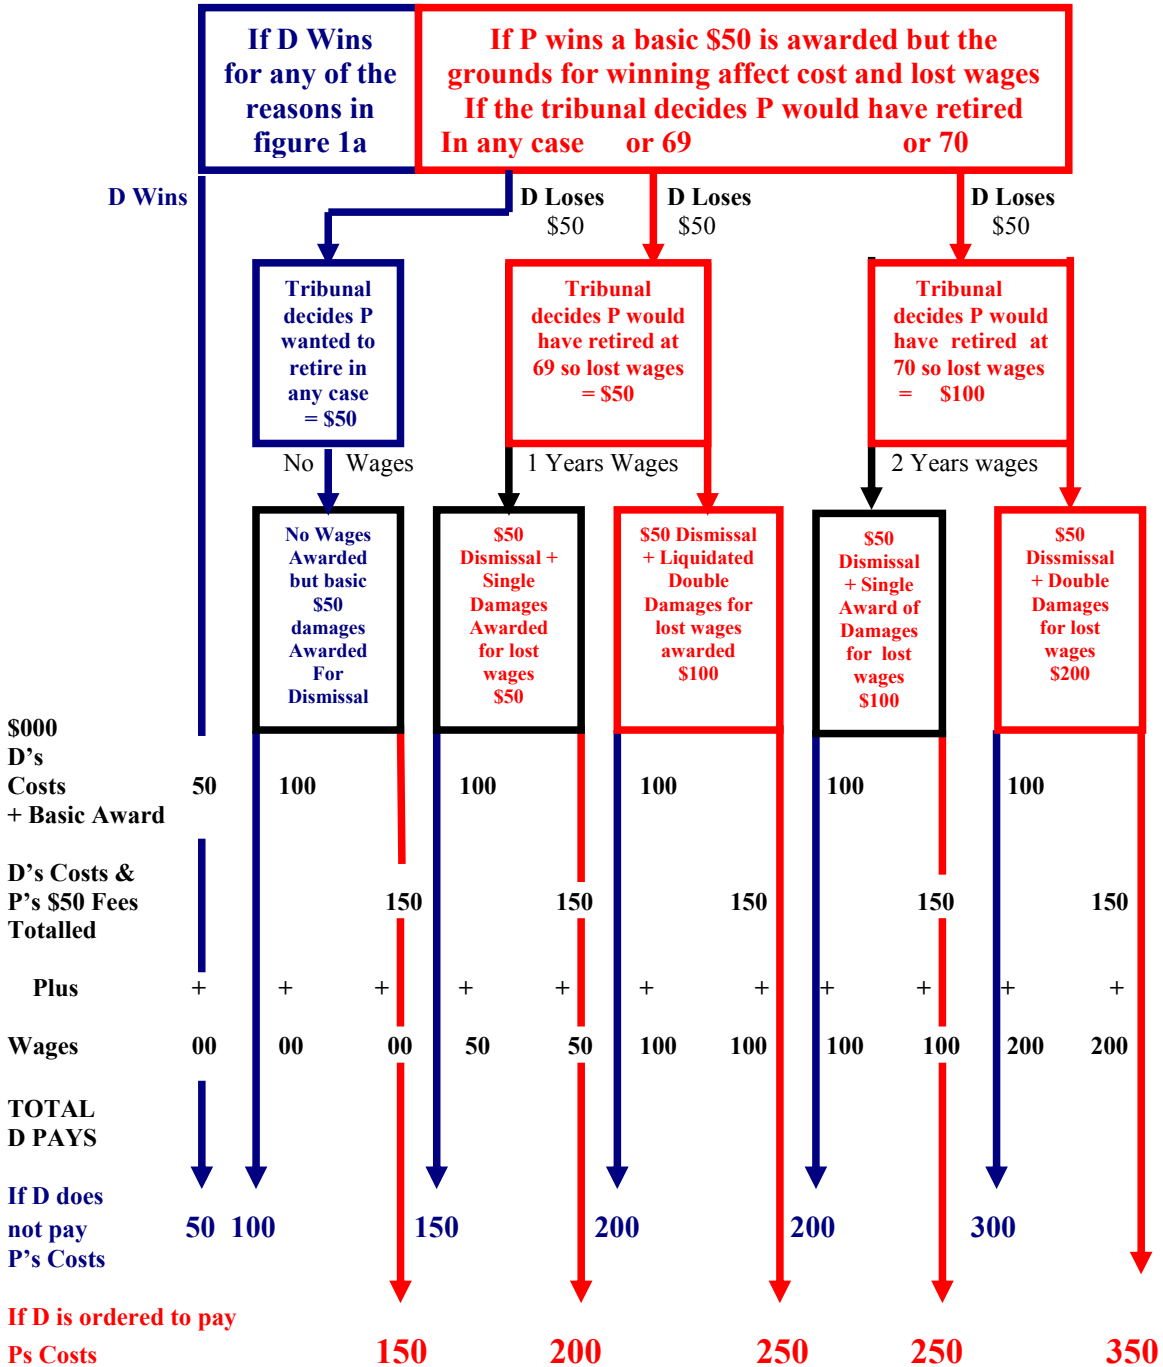 If D Wins
for any of the
reasons in
figure 1a
If P wins a basic $50 is awarded but the
grounds for winning affect cost and lost wages
If the tribunal decides P would have retired
In any case or 69 or 70
D Wins
D Loses
$50
D Loses
$50
D Loses
$50
Tribunal
decides P
wanted to
retire in
any case
= $50
Tribunal
decides P would
have retired at
69 so lost wages
= $50
Tribunal
decides P would
have retired at
70 so lost wages
= $100
No Wages
1 Years Wages
2 Years wages
No Wages
Awarded
but basic
$50
damages
Awarded
For
Dismissal
$50
Dismissal +
Single
Damages
Awarded
for lost
wages
$50
$50 Dismissal
+ Liquidated
Double
Damages for
lost wages
awarded
$100
$50
Dismissal
+ Single
Award of
Damages
for lost
wages
$100
$50
Dissmissal
+ Double
Damages
for lost
wages
$200
$000
D's
Costs 50 100 100 100 100 100
+ Basic Award
D's Costs &
P's $50 Fees 150 150 150 150 150
Totalled
Plus + + + + + + + + + + +
Wages 00 00 00 50 50 100 100 100 100 200 200
TOTAL
D PAYS
If D does
not pay 50 100 150 200 200 300
P's Costs
If D is ordered to pay
Ps Costs 150 200 250 250 350